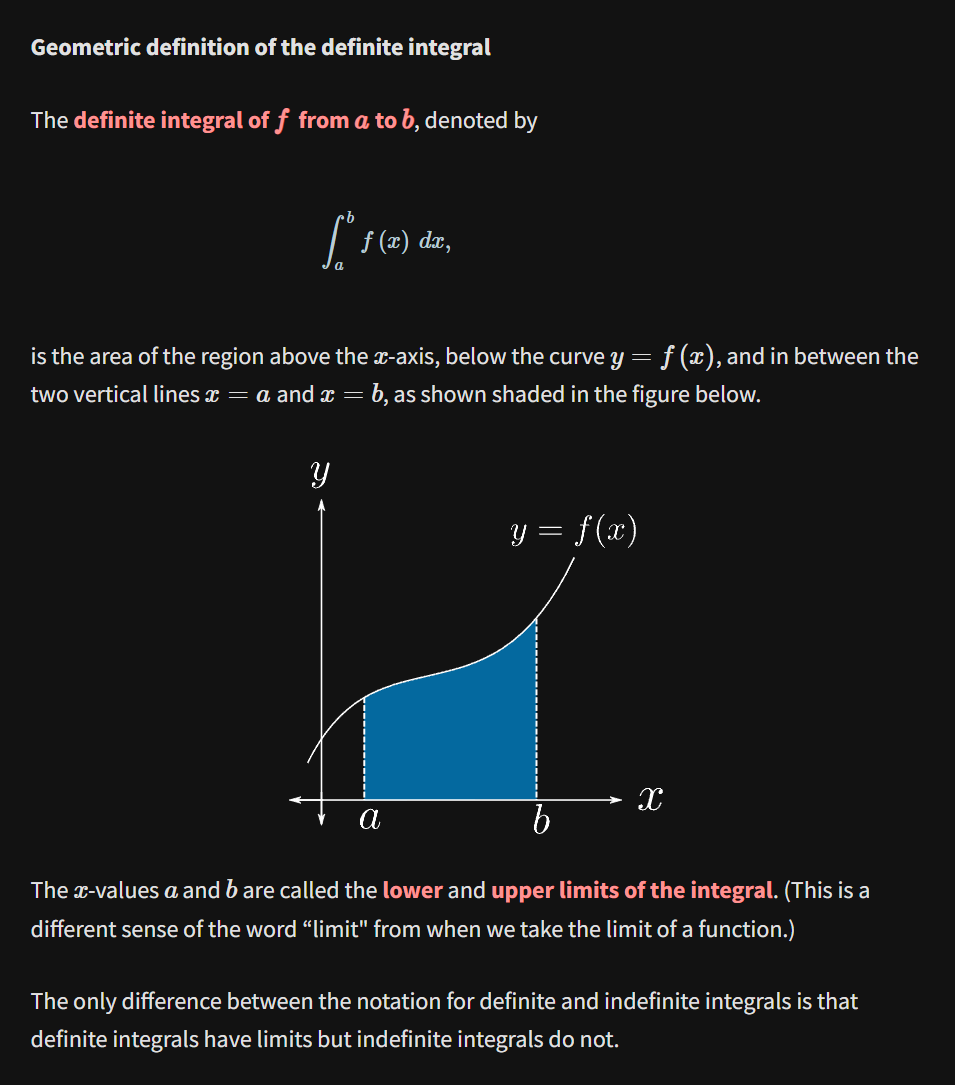 Geometric definition of the definite integral
The definite integral of f from a to b, denoted by
∫_a^b f (x) dx,
is the area of the region above the x-axis, below the curve y = f (x), and in between the
two vertical lines x = a and x = b, as shown shaded in the figure below.
y
y = f(x)
x
a
b
The x-values a and b are called the lower and upper limits of the integral. (This is a
different sense of the word “limit" from when we take the limit of a function.)
The only difference between the notation for definite and indefinite integrals is that
definite integrals have limits but indefinite integrals do not.